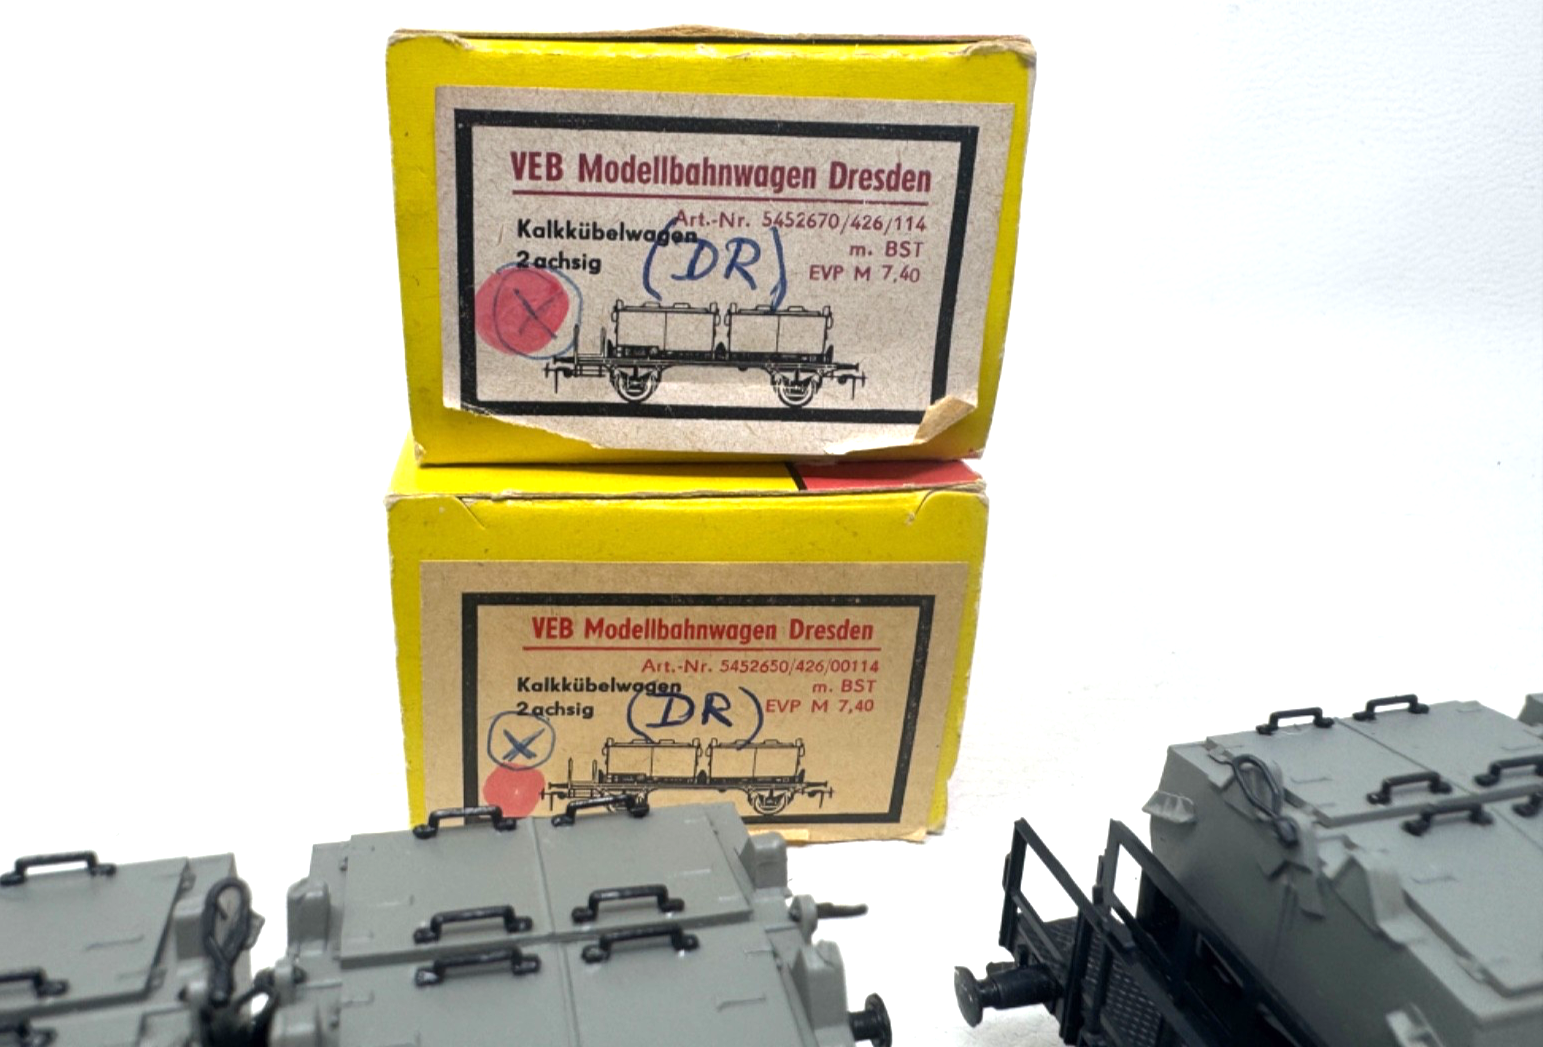 VEB Modellbahnwagen Dresden
Art.-Nr. 5452670/426/114
Kalkkübelwagen
m. BST
2achsig
(DR)
EVP M 7,40
X
VEB Modellbahnwagen Dresden
Art.-Nr. 5452650/426/00114
Kalkkübelwagen
m. BST
2achsig
(DR)
EVP M 7,40
X